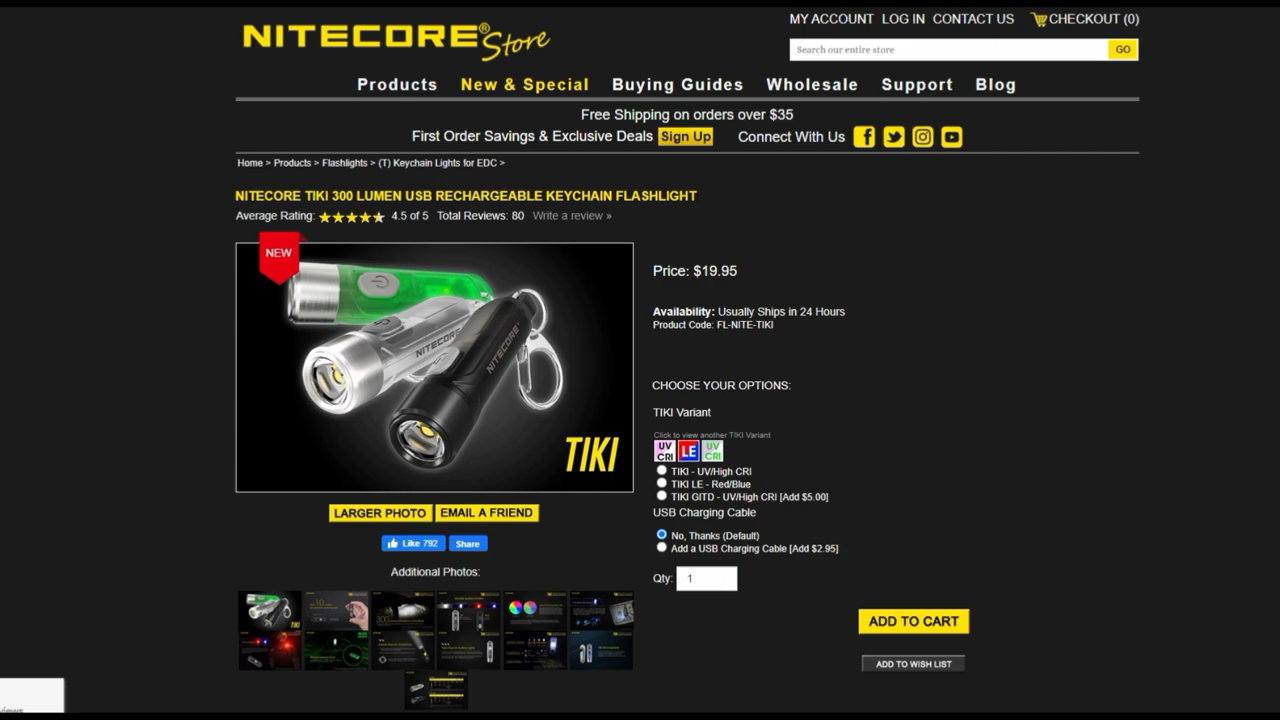 NITECORE® Store
MY ACCOUNT LOG IN CONTACT US CHECKOUT (0)
Search our entire store GO
Products New & Special Buying Guides Wholesale Support Blog
Free Shipping on orders over $35
First Order Savings & Exclusive Deals Sign Up Connect With Us
Home > Products > Flashlights > (T) Keychain Lights for EDC >
NITECORE TIKI 300 LUMEN USB RECHARGEABLE KEYCHAIN FLASHLIGHT
Average Rating: 4.5 of 5 Total Reviews: 80 Write a review »
NEW
NITECORE
NITECORE
TIKI
LARGER PHOTO EMAIL A FRIEND
Like 792 Share
Additional Photos:
TIKI
Price: $19.95
Availability: Usually Ships in 24 Hours
Product Code: FL-NITE-TIKI
CHOOSE YOUR OPTIONS:
TIKI Variant
Click to view another TIKI Variant
UV CRI LE UV CRI
TIKI - UV/High CRI
TIKI LE - Red/Blue
TIKI GITD - UV/High CRI [Add $5.00]
USB Charging Cable
No, Thanks (Default)
Add a USB Charging Cable [Add $2.95]
Qty: 1
ADD TO CART
ADD TO WISH LIST